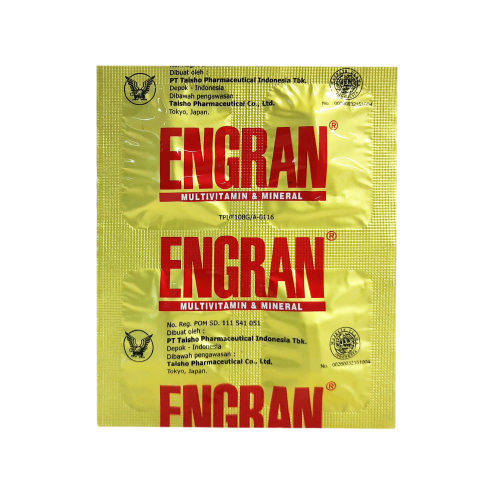 Dibuat oleh :
PT Taisho Pharmaceutical Indonesia Tbk.
Depok - Indonesia
Dibawah pengawasan :
Taisho Pharmaceutical Co., Ltd.
Tokyo, Japan.
ENGRAN®
MULTIVITAMIN & MINERAL
ENGRAN®
MULTIVITAMIN & MINERAL
No. Reg. POM SD. 111 541 051
Dibuat oleh :
PT Taisho Pharmaceutical Indonesia Tbk.
Depok - Indonesia
Dibawah pengawasan :
Taisho Pharmaceutical Co., Ltd.
Tokyo, Japan.
ENGRAN®